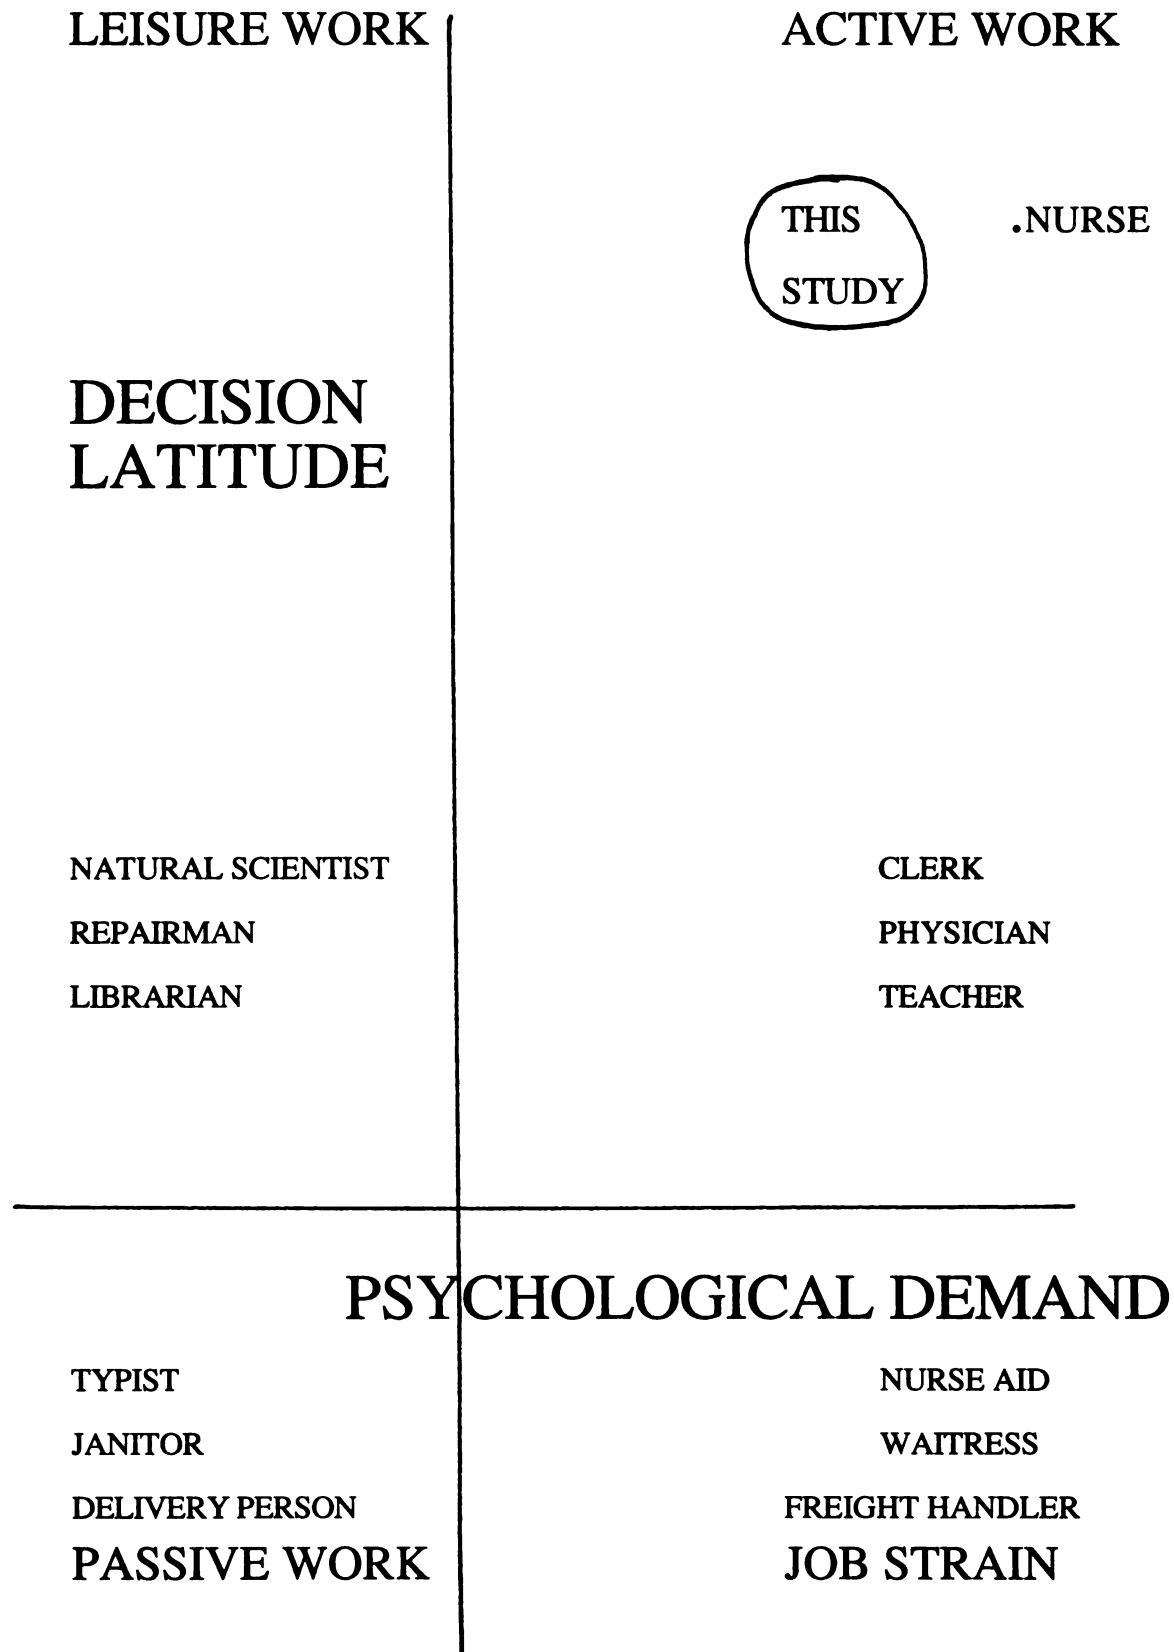 LEISURE WORK
ACTIVE WORK
THIS
.NURSE
STUDY
DECISION
LATITUDE
NATURAL SCIENTIST
CLERK
REPAIRMAN
PHYSICIAN
LIBRARIAN
TEACHER
PSYCHOLOGICAL DEMAND
TYPIST
NURSE AID
JANITOR
WAITRESS
DELIVERY PERSON
FREIGHT HANDLER
PASSIVE WORK
JOB STRAIN